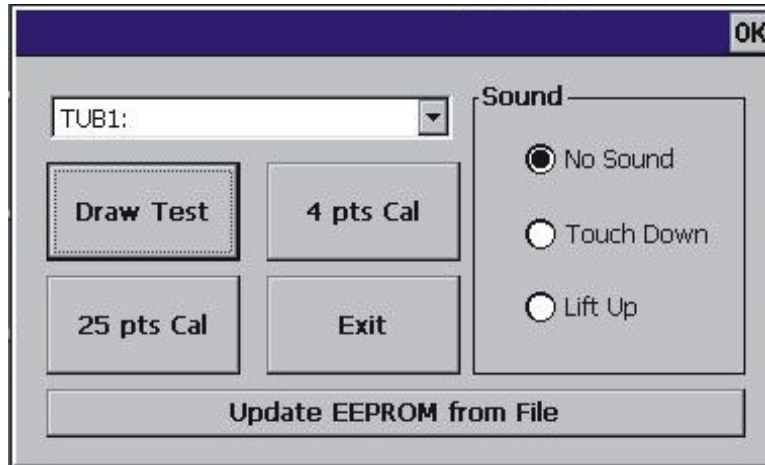 OK
TUB1:
Sound
No Sound
Draw Test
4 pts Cal
Touch Down
25 pts Cal
Exit
Lift Up
Update EEPROM from File